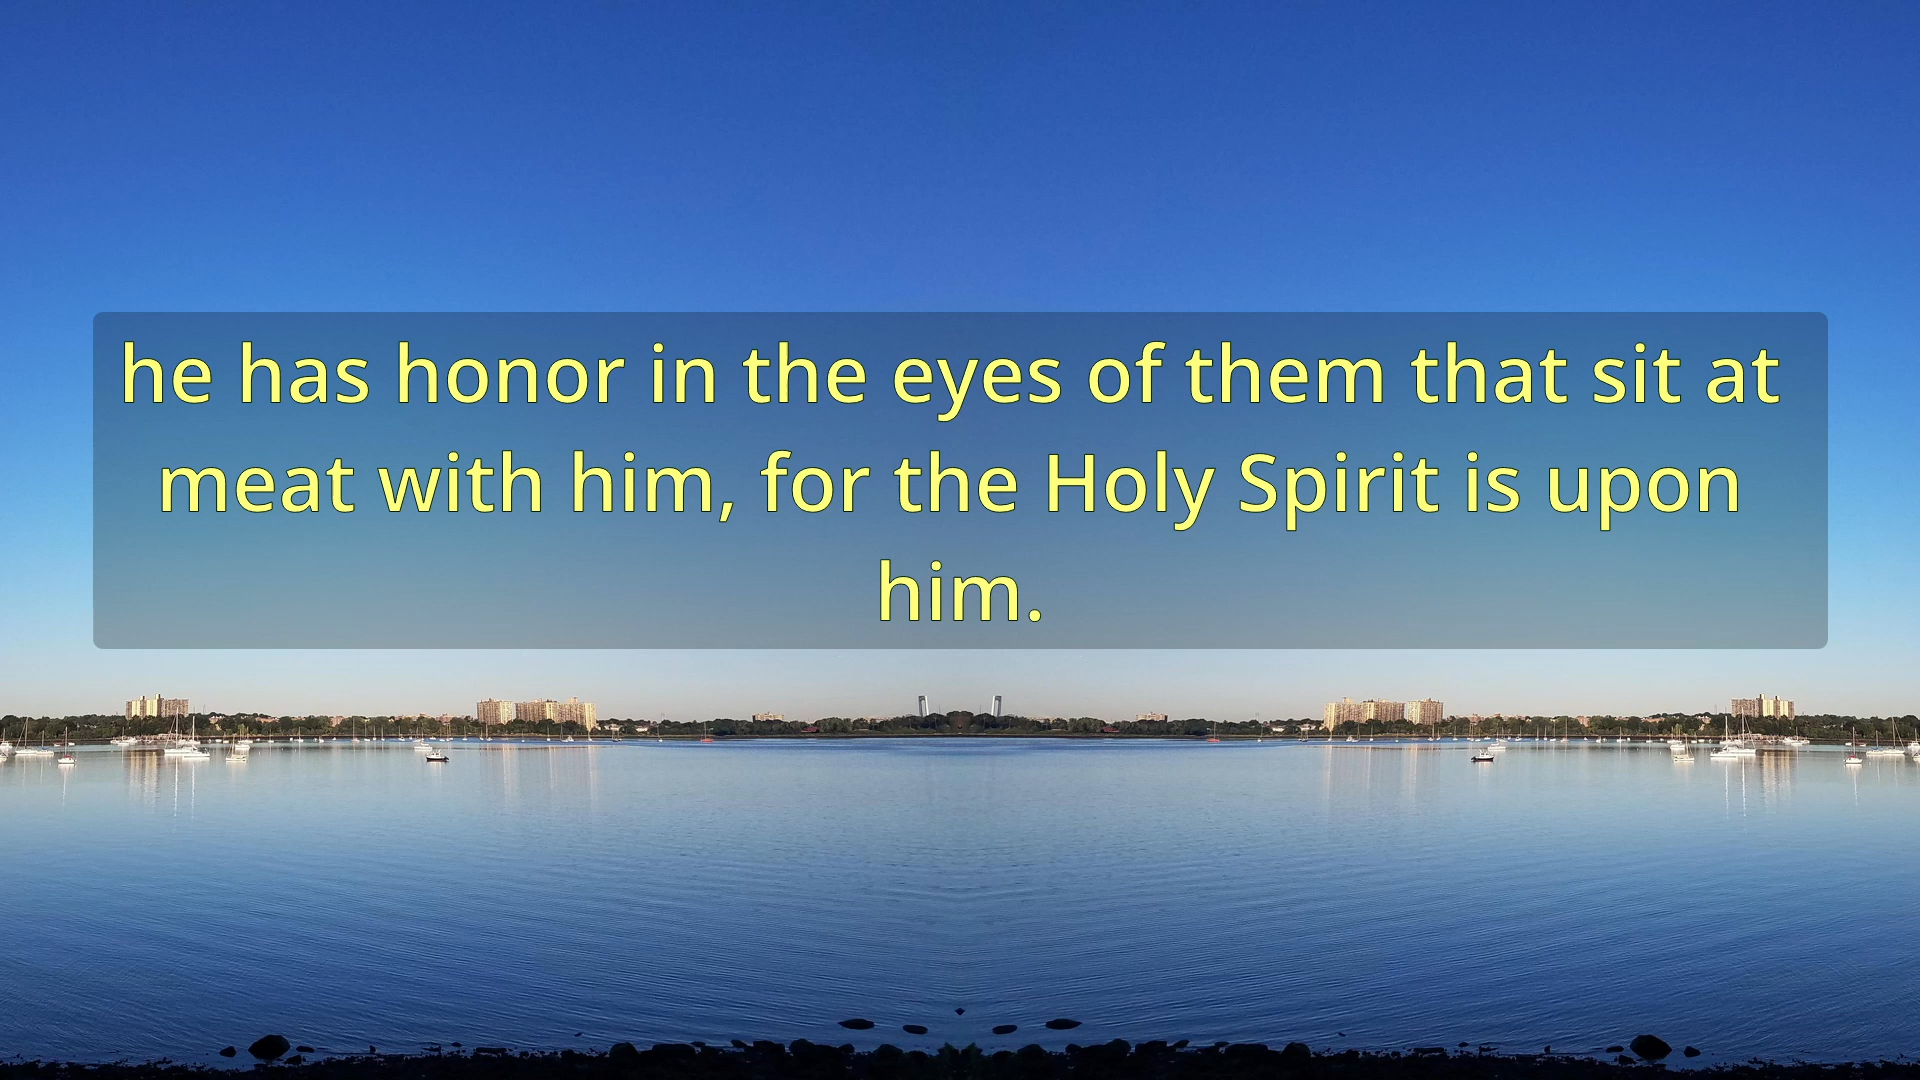 he has honor in the eyes of them that sit at
meat with him, for the Holy Spirit is upon
him.